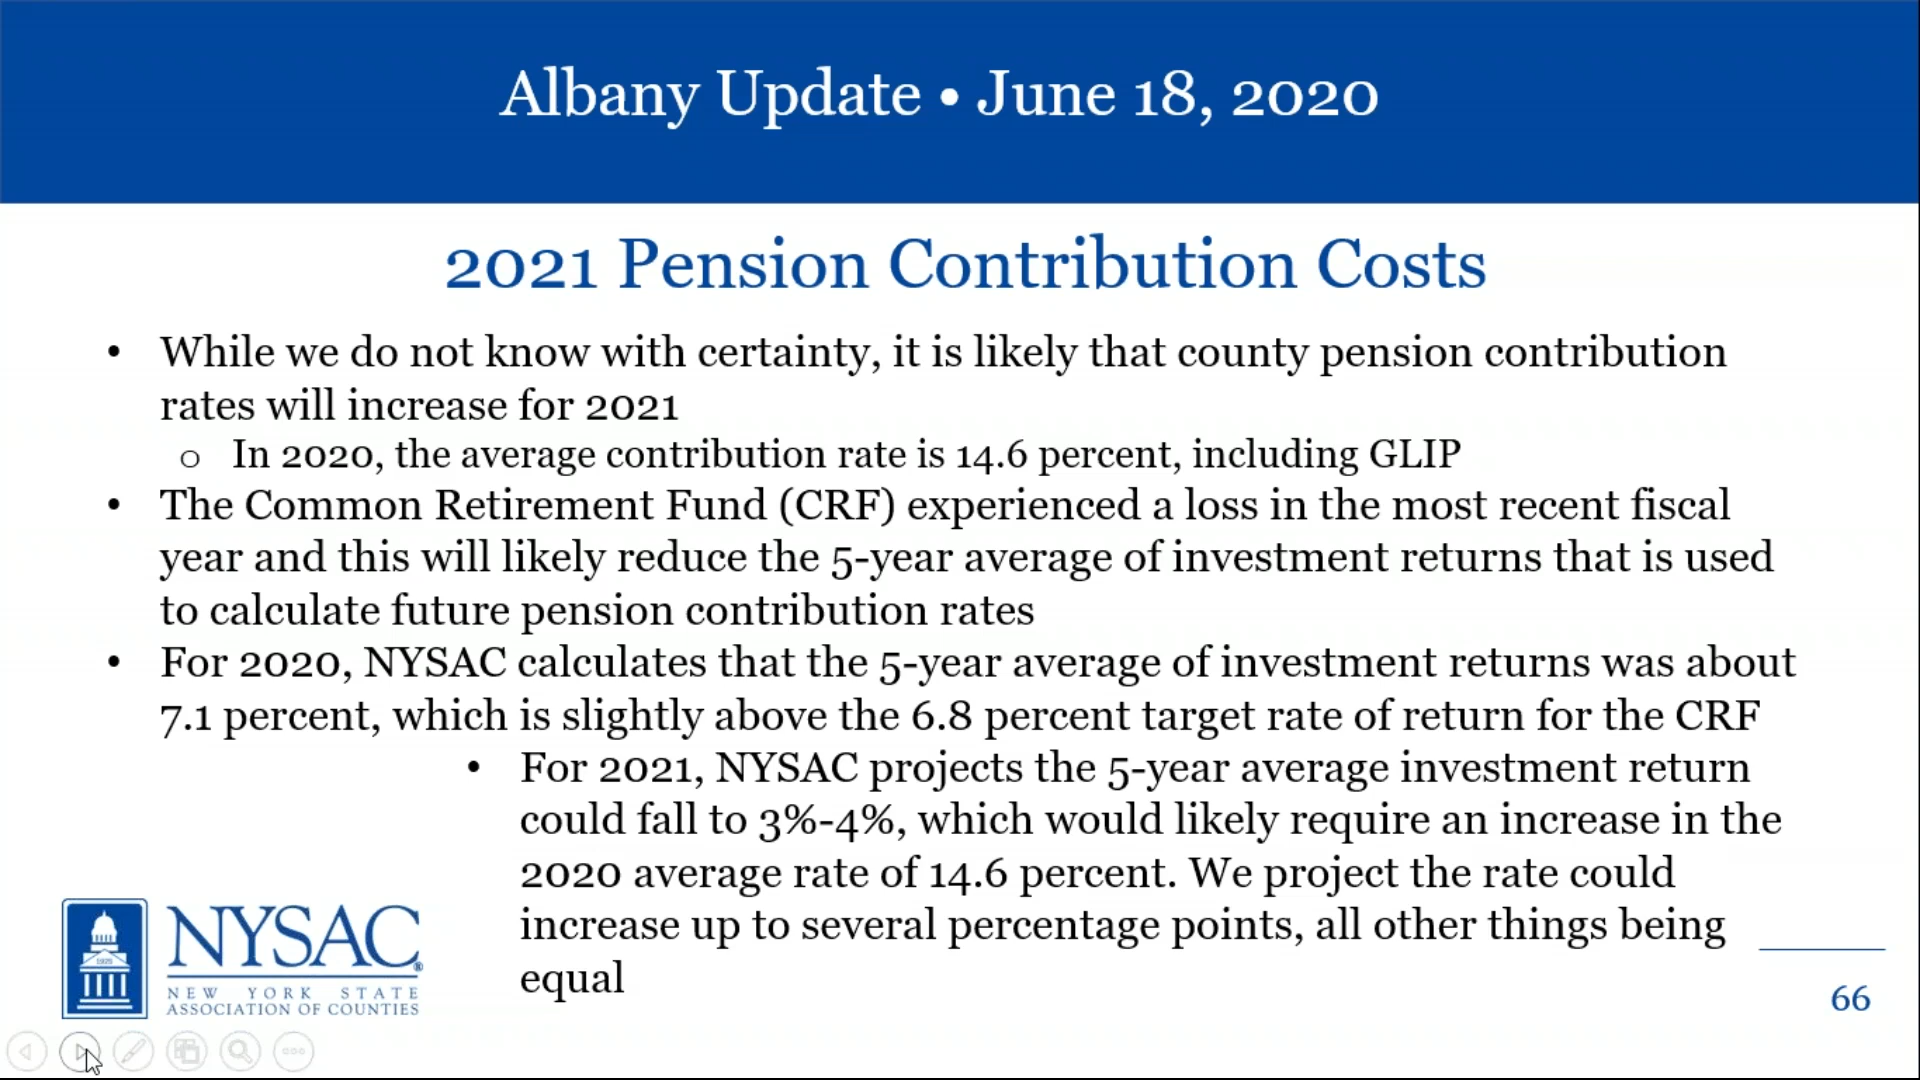 Albany Update • June 18, 2020
2021 Pension Contribution Costs
• While we do not know with certainty, it is likely that county pension contribution
rates will increase for 2021
o In 2020, the average contribution rate is 14.6 percent, including GLIP
• The Common Retirement Fund (CRF) experienced a loss in the most recent fiscal
year and this will likely reduce the 5-year average of investment returns that is used
to calculate future pension contribution rates
• For 2020, NYSAC calculates that the 5-year average of investment returns was about
7.1 percent, which is slightly above the 6.8 percent target rate of return for the CRF
• For 2021, NYSAC projects the 5-year average investment return
could fall to 3%-4%, which would likely require an increase in the
2020 average rate of 14.6 percent. We project the rate could
increase up to several percentage points, all other things being
equal
1925
NYSAC®
NEW YORK STATE
ASSOCIATION OF COUNTIES
66